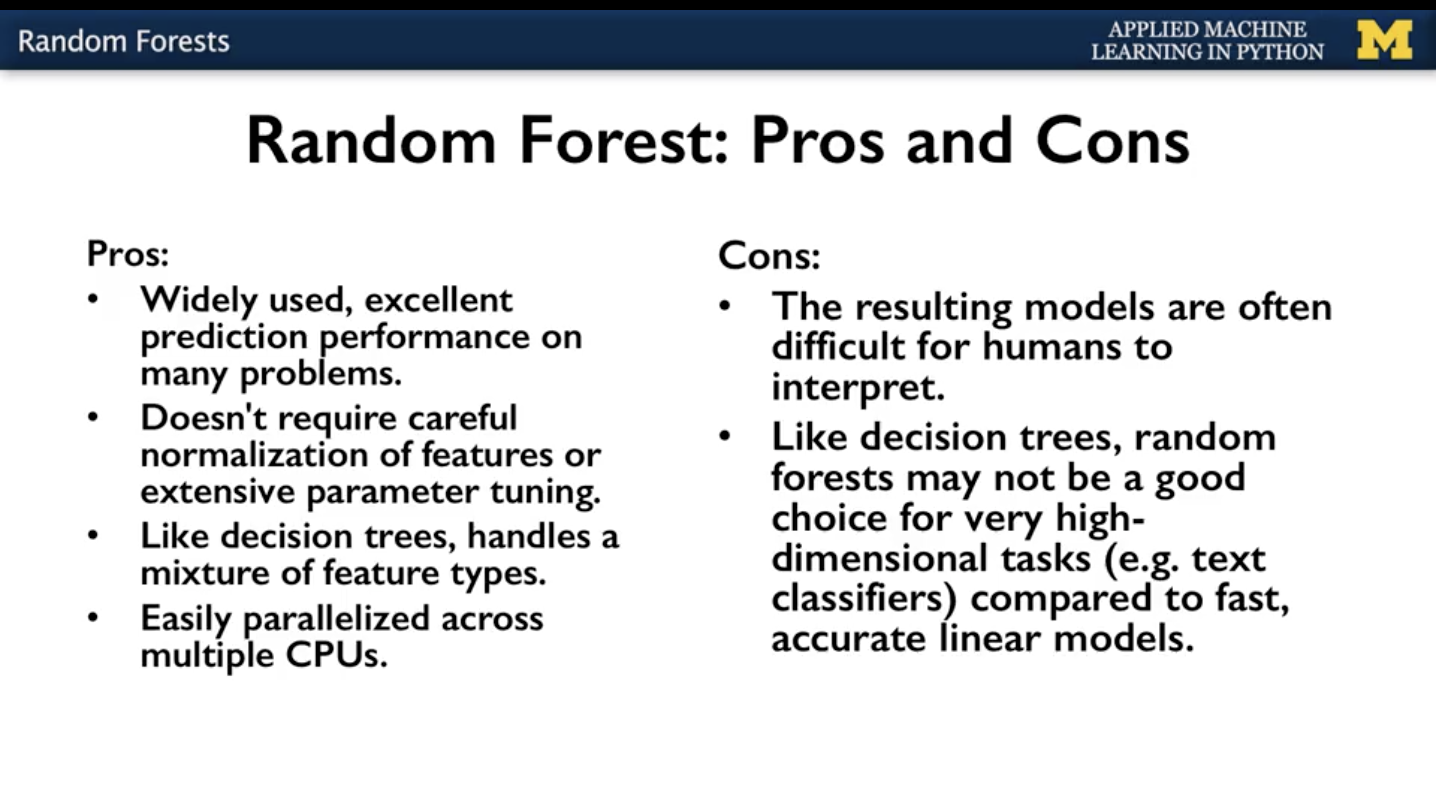 Random Forests
APPLIED MACHINE
LEARNING IN PYTHON
M
Random Forest: Pros and Cons
Pros:
• Widely used, excellent
prediction performance on
many problems.
• Doesn't require careful
normalization of features or
extensive parameter tuning.
• Like decision trees, handles a
mixture of feature types.
• Easily parallelized across
multiple CPUs.
Cons:
• The resulting models are often
difficult for humans to
interpret.
• Like decision trees, random
forests may not be a good
choice for very high-
dimensional tasks (e.g. text
classifiers) compared to fast,
accurate linear models.